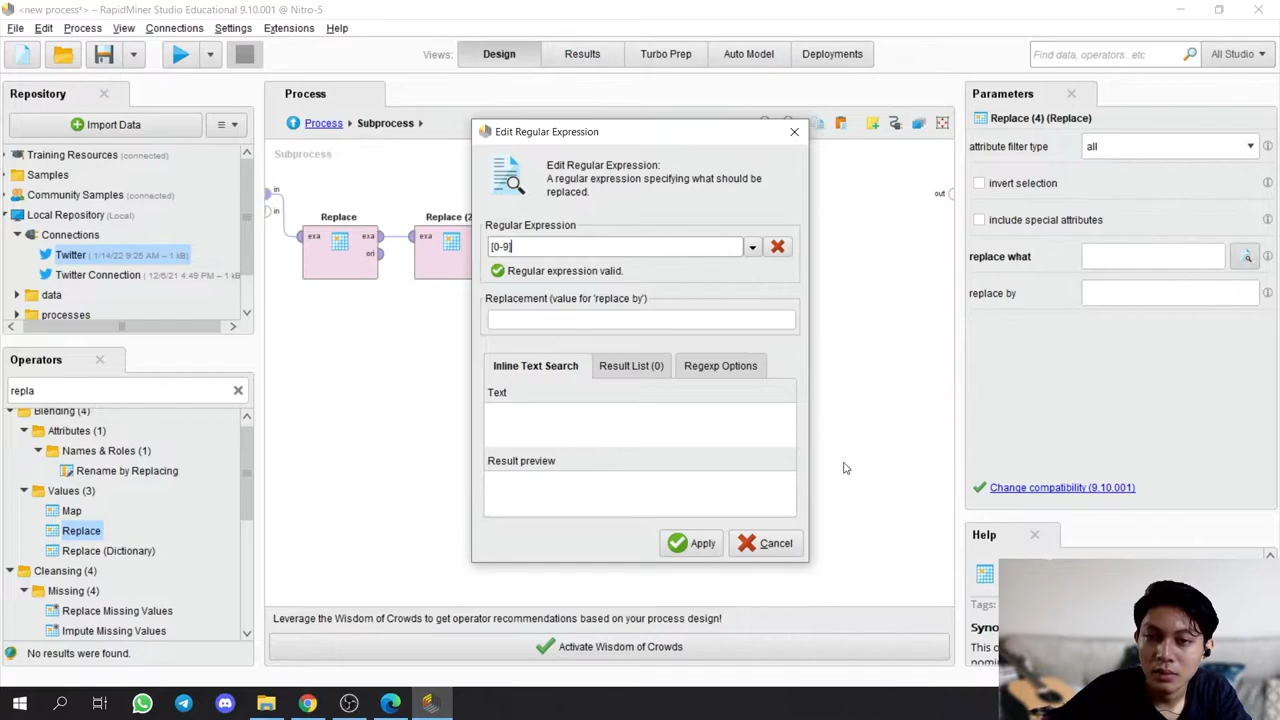 <new process*> – RapidMiner Studio Educational 9.10.001 @ Nitro-5
File Edit Process View Connections Settings Extensions Help
Views: Design Results Turbo Prep Auto Model Deployments
Find data, operators...etc All Studio
Repository
Import Data
Training Resources (connected)
Samples
Community Samples (connected)
Local Repository (Local)
Connections
Twitter (1/14/22 9:25 AM – 1 kB)
Twitter Connection (12/6/21 4:49 PM – 1 kB
data
processes
Operators
repla
Blending (4)
Attributes (1)
Names & Roles (1)
Rename by Replacing
Values (3)
Map
Replace
Replace (Dictionary)
Cleansing (4)
Missing (4)
Replace Missing Values
Impute Missing Values
No results were found.
Process
Process Subprocess
Subprocess
in
in
out
Replace
exa exa
ori
Replace (2
exa
Edit Regular Expression
Edit Regular Expression:
A regular expression specifying what should be
replaced.
Regular Expression
[0-9]
Regular expression valid.
Replacement (value for 'replace by')
Inline Text Search Result List (0) Regexp Options
Text
Result preview
Apply Cancel
Leverage the Wisdom of Crowds to get operator recommendations based on your process design!
Activate Wisdom of Crowds
Parameters
Replace (4) (Replace)
attribute filter type all
invert selection
include special attributes
replace what
replace by
Change compatibility (9.10.001)
Help
Tags:
Syno
This c
nomin